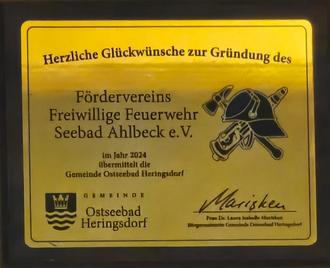 Herzliche Glückwünsche zur Gründung des
Fördervereins
Freiwillige Feuerwehr
Seebad Ahlbeck e.V.
im Jahr 2024
übermittelt die
Gemeinde Ostseebad Heringsdorf
GEMEINDE
Ostseebad
Heringsdorf
Marisken
Frau Dr. Laura Isabelle Marisken
Bürgermeisterin Gemeinde Ostseebad Heringsdorf